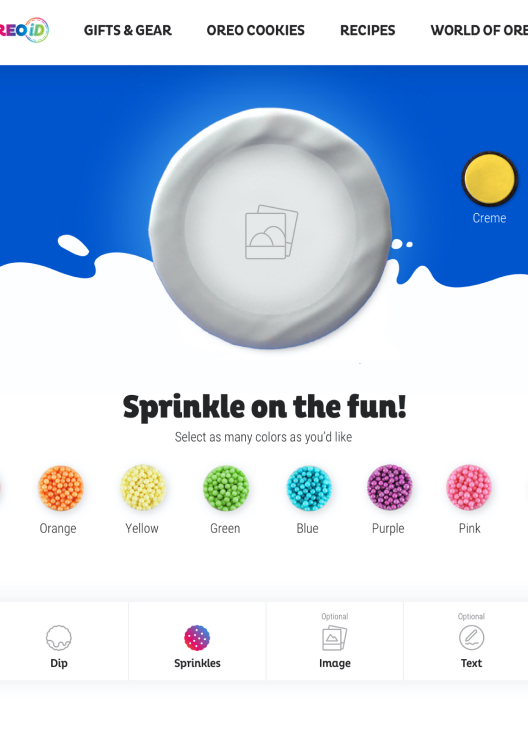 REO iD
GIFTS & GEAR
OREO COOKIES
RECIPES
WORLD OF ORE
Creme
Sprinkle on the fun!
Select as many colors as you'd like
Orange
Yellow
Green
Blue
Purple
Pink
Optional
Optional
Dip
Sprinkles
Image
Text